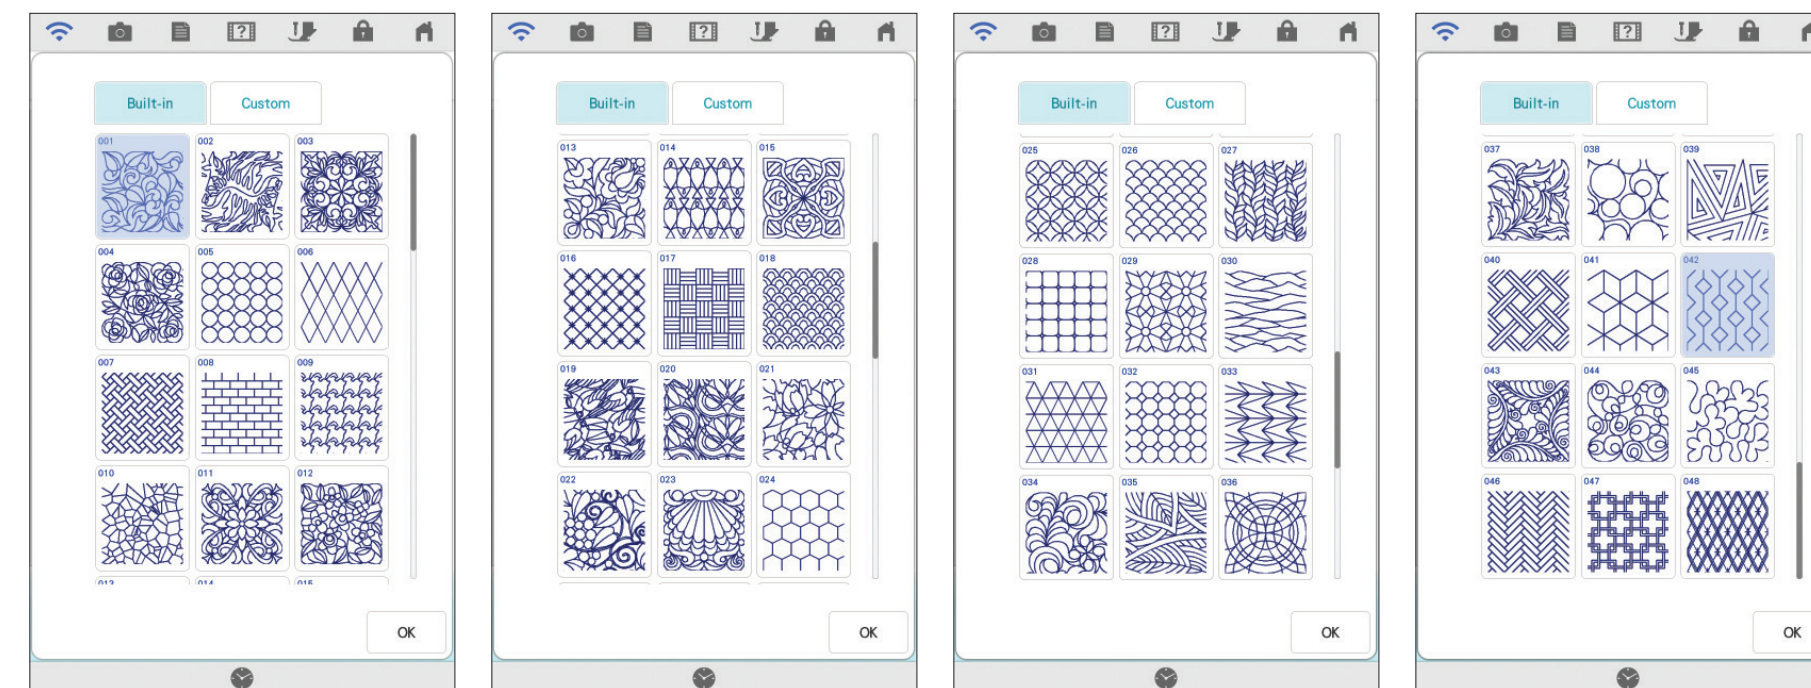 Built-in Custom
001 002 003
004 005 006
007 008 009
010 011 012
013 014 015
OK
Built-in Custom
013 014 015
016 017 018
019 020 021
022 023 024
OK
Built-in Custom
025 026 027
028 029 030
031 032 033
034 035 036
OK
Built-in Custom
037 038 039
040 041 042
043 044 045
046 047 048
OK